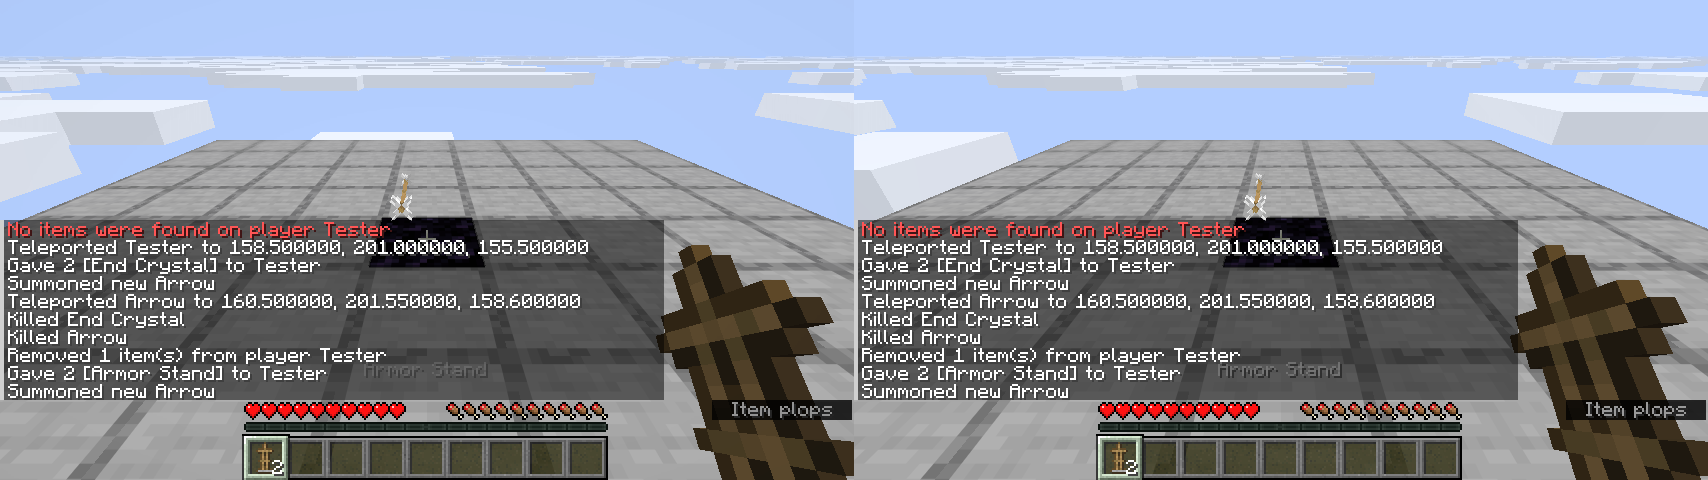 No items were found on player Tester
Teleported Tester to 158.500000, 201.000000, 155.500000
Gave 2 [End Crystal] to Tester
Summoned new Arrow
Teleported Arrow to 160.500000, 201.550000, 158.600000
Killed End Crystal
Killed Arrow
Removed 1 item(s) from player Tester
Gave 2 [Armor Stand] to Tester
Armor Stand
Summoned new Arrow
Item plops
2
No items were found on player Tester
Teleported Tester to 158.500000, 201.000000, 155.500000
Gave 2 [End Crystal] to Tester
Summoned new Arrow
Teleported Arrow to 160.500000, 201.550000, 158.600000
Killed End Crystal
Killed Arrow
Removed 1 item(s) from player Tester
Gave 2 [Armor Stand] to Tester
Armor Stand
Summoned new Arrow
Item plops
2